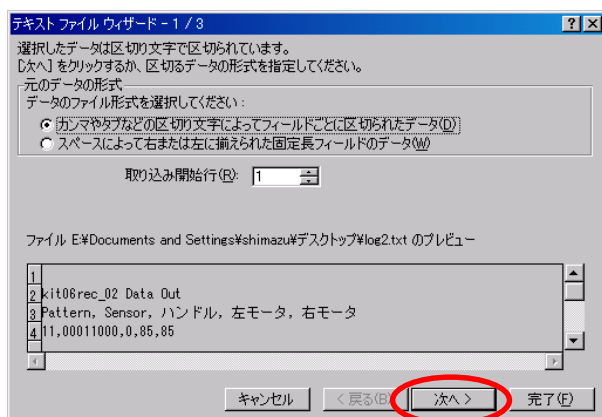 テキスト ファイル ウィザード - 1 / 3
選択したデータは区切り文字で区切られています。
[次へ] をクリックするか、区切るデータの形式を指定してください。
元のデータの形式
データのファイル形式を選択してください：
カンマやタブなどの区切り文字によってフィールドごとに区切られたデータ(D)
スペースによって右または左に揃えられた固定長フィールドのデータ(W)
取り込み開始行(R): 1
ファイル E:¥Documents and Settings¥shimazu¥デスクトップ¥log2.txt のプレビュー
1
2 kit06rec_02 Data Out
3 Pattern, Sensor, ハンドル, 左モータ, 右モータ
4 11,00011000,0,85,85
キャンセル < 戻る(B) 次へ > 完了(F)